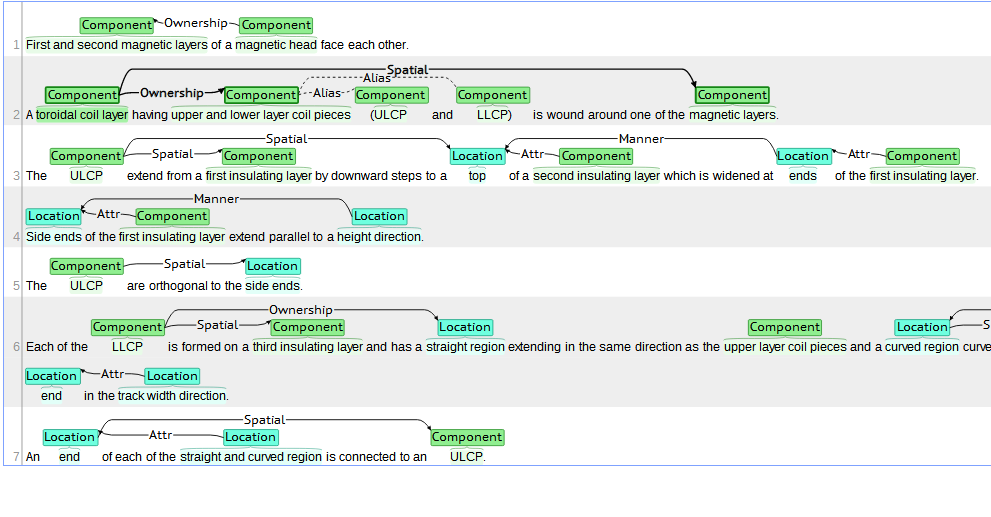 Component Ownership Component
1 First and second magnetic layers of a magnetic head face each other.
Spatial
Alias
Component Ownership Component Alias Component Component Component
2 A toroidal coil layer having upper and lower layer coil pieces (ULCP and LLCP) is wound around one of the magnetic layers.
Spatial Manner
Component Spatial Component Location Attr Component Location Attr Component
3 The ULCP extend from a first insulating layer by downward steps to a top of a second insulating layer which is widened at ends of the first insulating layer.
Manner
Location Attr Component Location
4 Side ends of the first insulating layer extend parallel to a height direction.
Component Spatial Location
5 The ULCP are orthogonal to the side ends.
Ownership
Component Spatial Component Location Component Location S
6 Each of the LLCP is formed on a third insulating layer and has a straight region extending in the same direction as the upper layer coil pieces and a curved region curve
Location Attr Location
end in the track width direction.
Spatial
Location Attr Location Component
7 An end of each of the straight and curved region is connected to an ULCP.